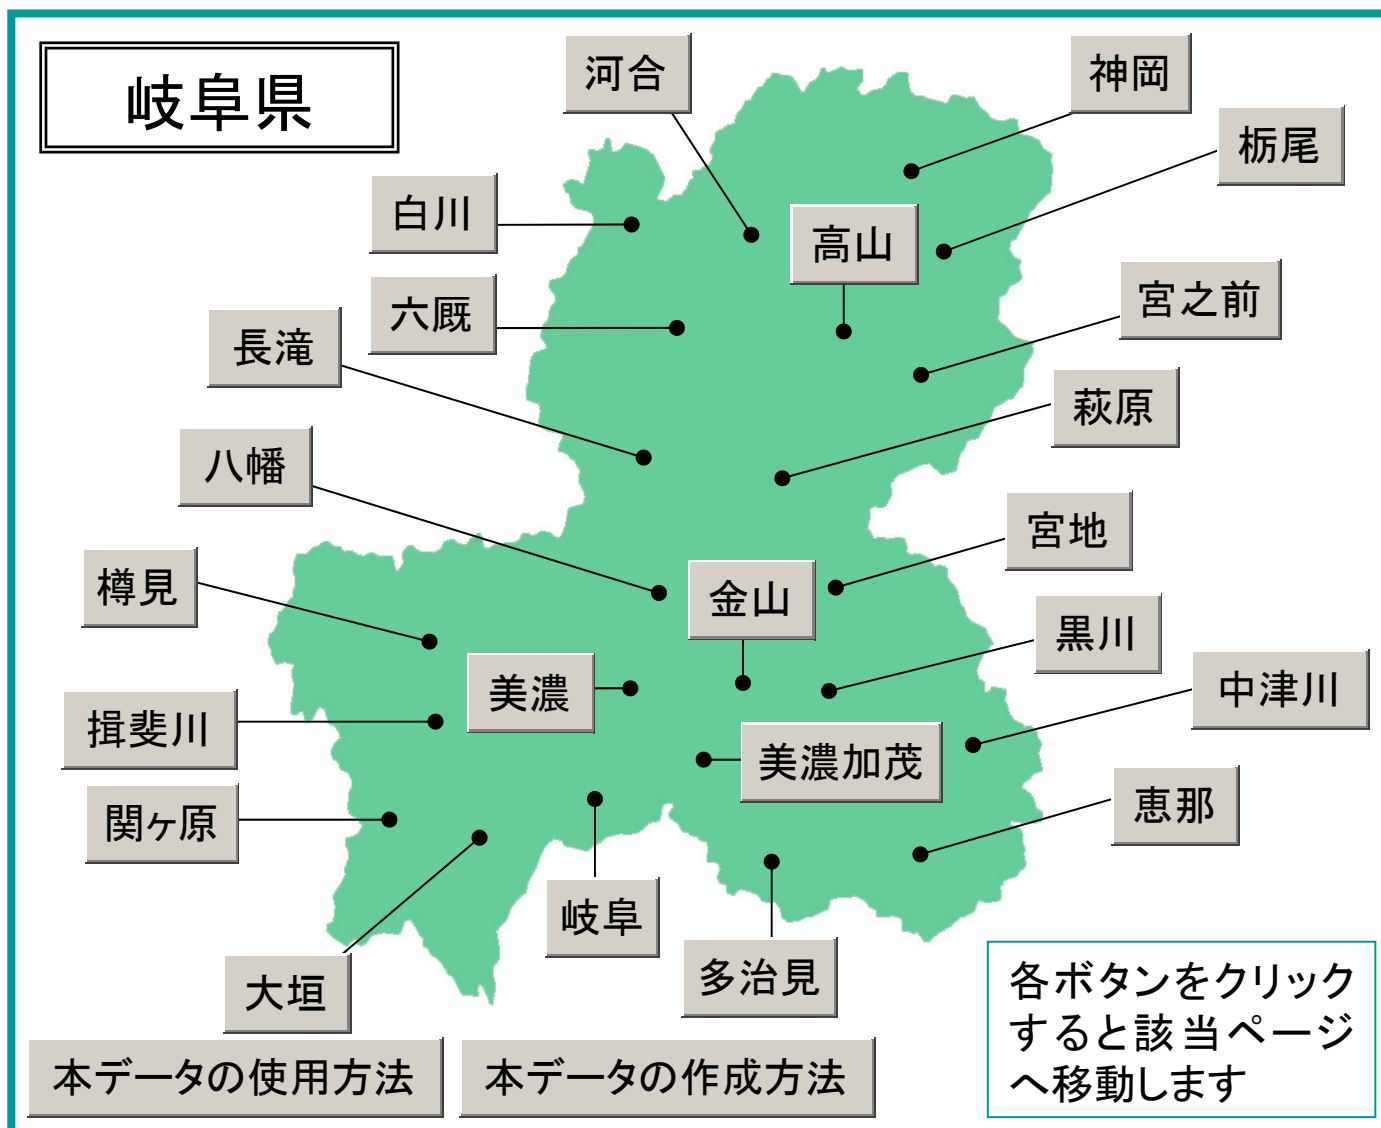 岐阜県
河合
神岡
栃尾
白川
高山
宮之前
六厩
長滝
萩原
八幡
宮地
樽見
金山
黒川
美濃
中津川
揖斐川
美濃加茂
恵那
関ヶ原
岐阜
多治見
大垣
各ボタンをクリック
すると該当ページ
へ移動します
本データの使用方法
本データの作成方法